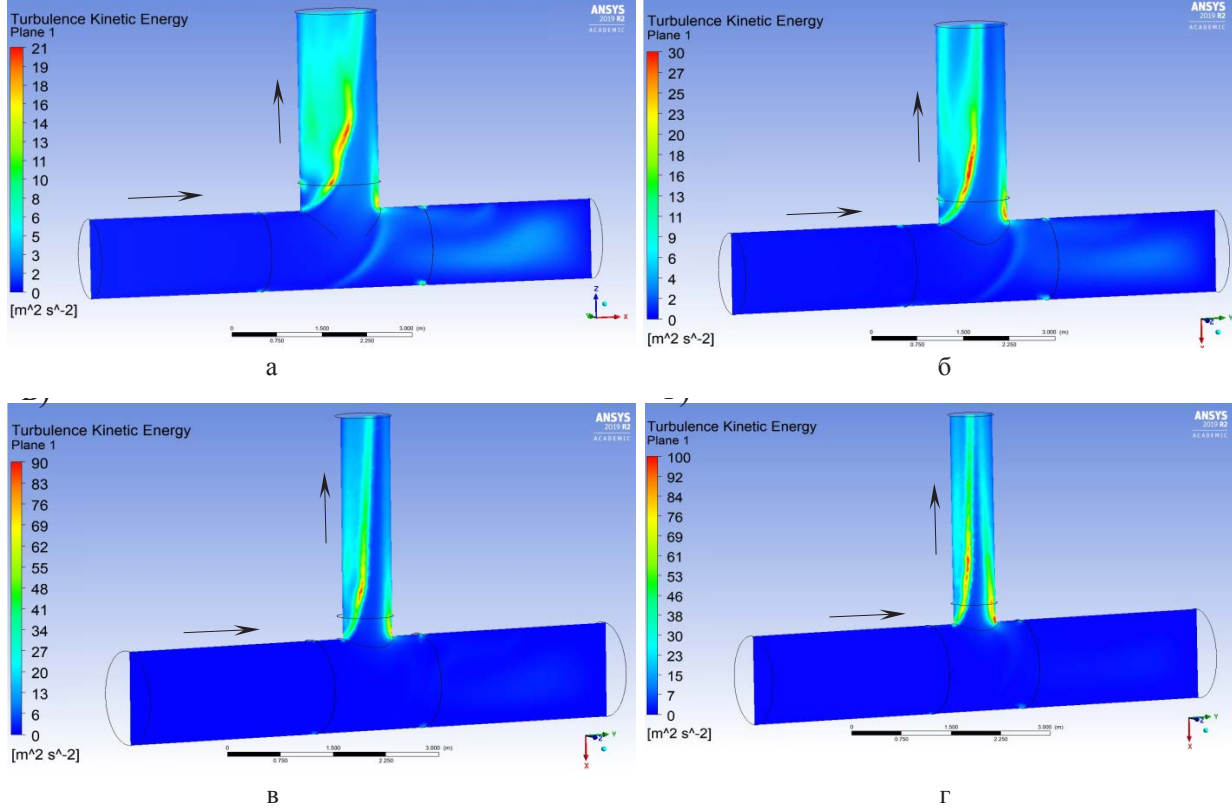 Turbulence Kinetic Energy
Plane 1
21
20
18
17
16
14
13
11
10
8
6
5
3
2
0
[m^2 s^-2]
ANSYS
2019 R2
ACADEMIC
0 1.500 3.000 (m)
0.750 2.250
Z
Y X
а
Turbulence Kinetic Energy
Plane 1
30
27
25
23
20
18
16
13
11
9
6
4
2
0
[m^2 s^-2]
ANSYS
2019 R2
ACADEMIC
0 1.500 3.000 (m)
0.750 2.250
Z Y
б
Turbulence Kinetic Energy
Plane 1
90
83
76
69
62
55
48
41
34
27
20
13
6
0
[m^2 s^-2]
ANSYS
2019 R2
ACADEMIC
0 1.500 3.000 (m)
0.750 2.250
Z Y
X
в
Turbulence Kinetic Energy
Plane 1
100
92
84
76
69
61
53
46
38
30
23
15
7
0
[m^2 s^-2]
ANSYS
2019 R2
ACADEMIC
0 1.500 3.000 (m)
0.750 2.250
Z Y
X
г